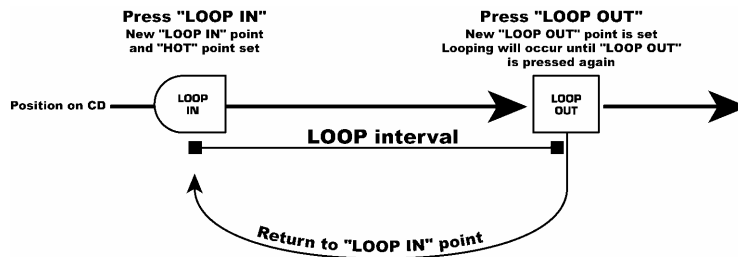 Press "LOOP IN"
New "LOOP IN" point
and "HOT" point set
Press "LOOP OUT"
New "LOOP OUT" point is set
Looping will occur until "LOOP OUT"
is pressed again
Position on CD
LOOP
IN
LOOP
OUT
LOOP interval
Return to "LOOP IN" point